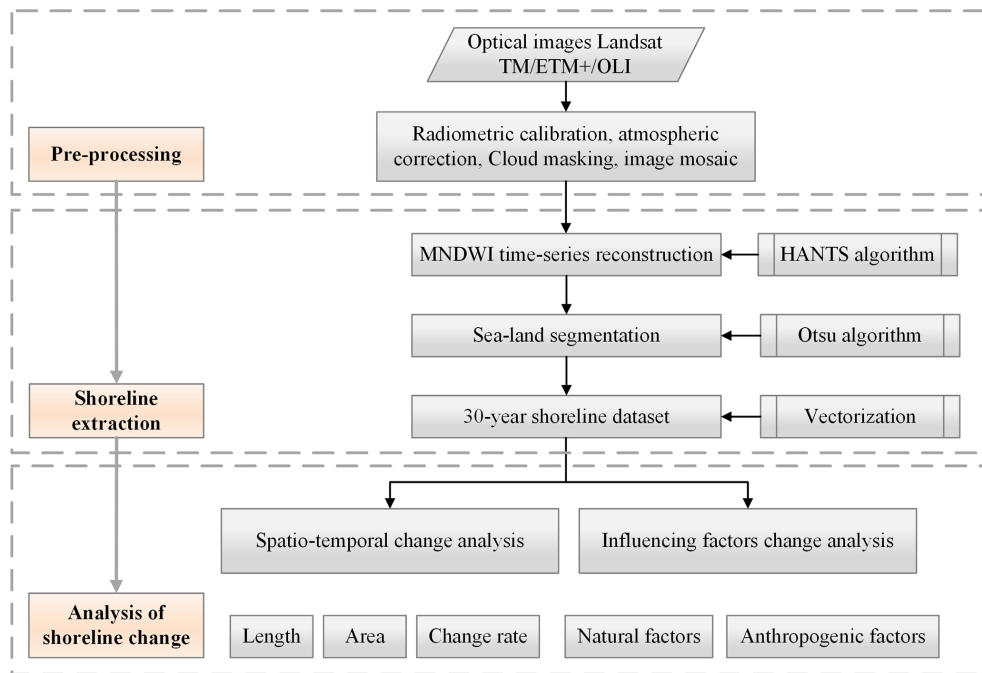 Optical images Landsat
TM/ETM+/OLI
Pre-processing
Radiometric calibration, atmospheric
correction, Cloud masking, image mosaic
MNDWI time-series reconstruction
HANTS algorithm
Sea-land segmentation
Otsu algorithm
Shoreline
extraction
30-year shoreline dataset
Vectorization
Spatio-temporal change analysis
Influencing factors change analysis
Analysis of
shoreline change
Length
Area
Change rate
Natural factors
Anthropogenic factors